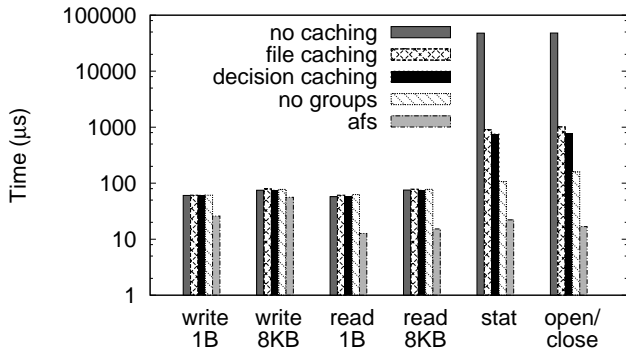 100000
10000
1000
100
10
1
Time (μs)
no caching
file caching
decision caching
no groups
afs
write 1B
write 8KB
read 1B
read 8KB
stat
open/close